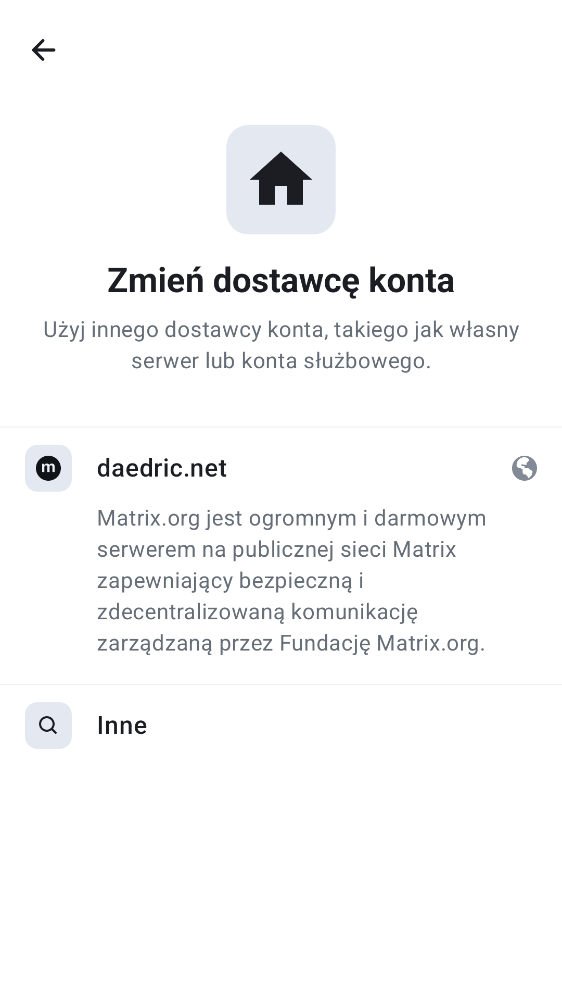 Zmień dostawcę konta
Użyj innego dostawcy konta, takiego jak własny
serwer lub konta służbowego.
m
daedric.net
Matrix.org jest ogromnym i darmowym
serwerem na publicznej sieci Matrix
zapewniający bezpieczną i
zdecentralizowaną komunikację
zarządzaną przez Fundację Matrix.org.
Inne